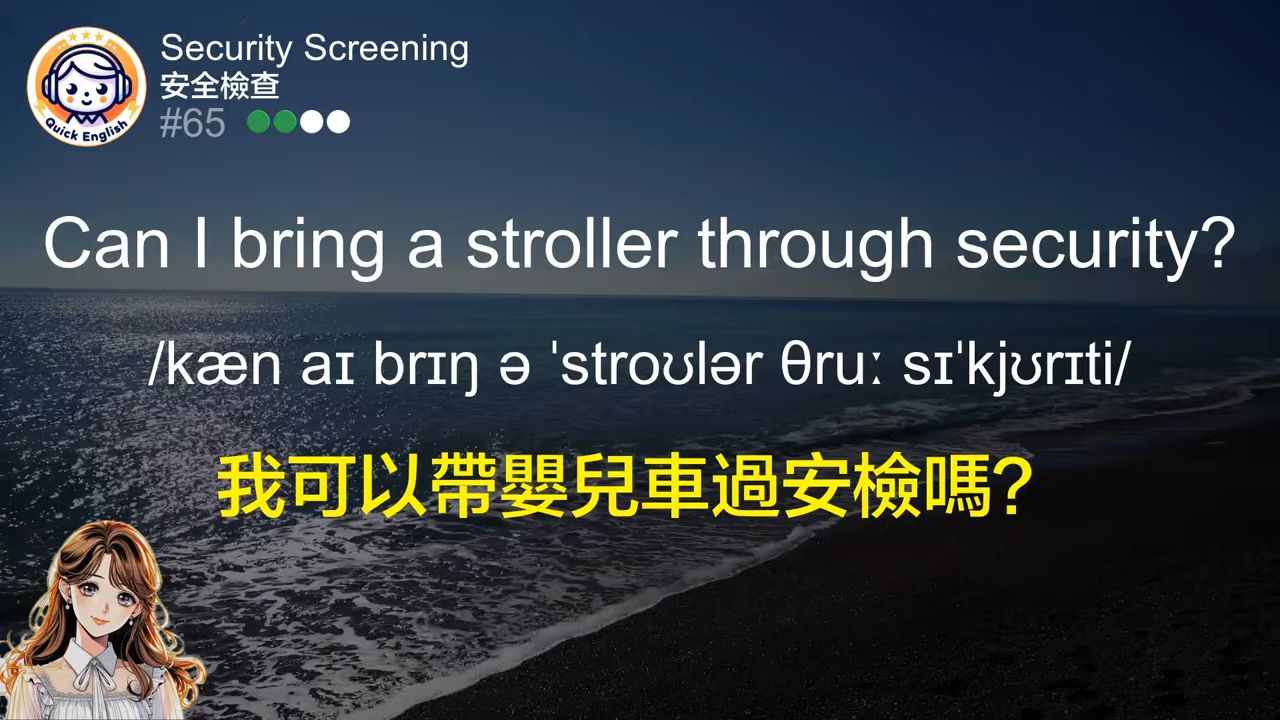 Security Screening
安全檢查
#65
Quick English
Can I bring a stroller through security?
/kæn aɪ brɪŋ ə ˈstroʊlər θruː sɪˈkjʊrɪti/
我可以帶嬰兒車過安檢嗎?